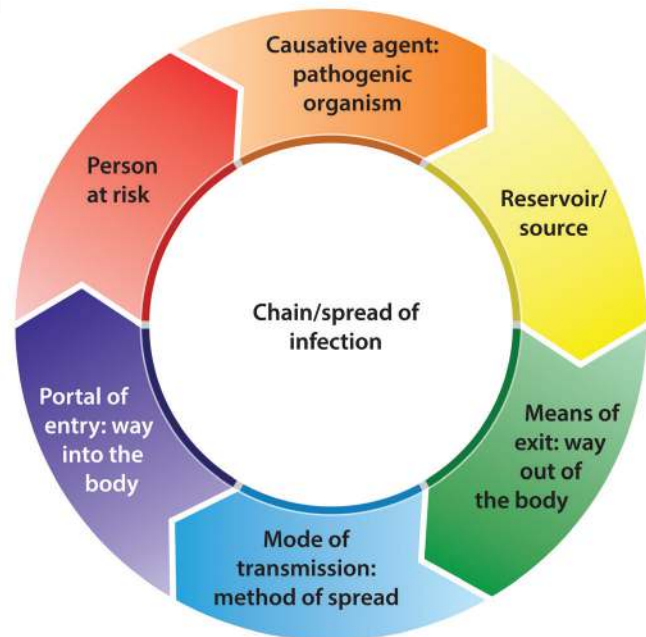 Causative agent:
pathogenic
organism
Reservoir/
source
Means of
exit: way
out of
the body
Mode of
transmission:
method of spread
Portal of
entry: way
into the
body
Person
at risk
Chain/spread of
infection